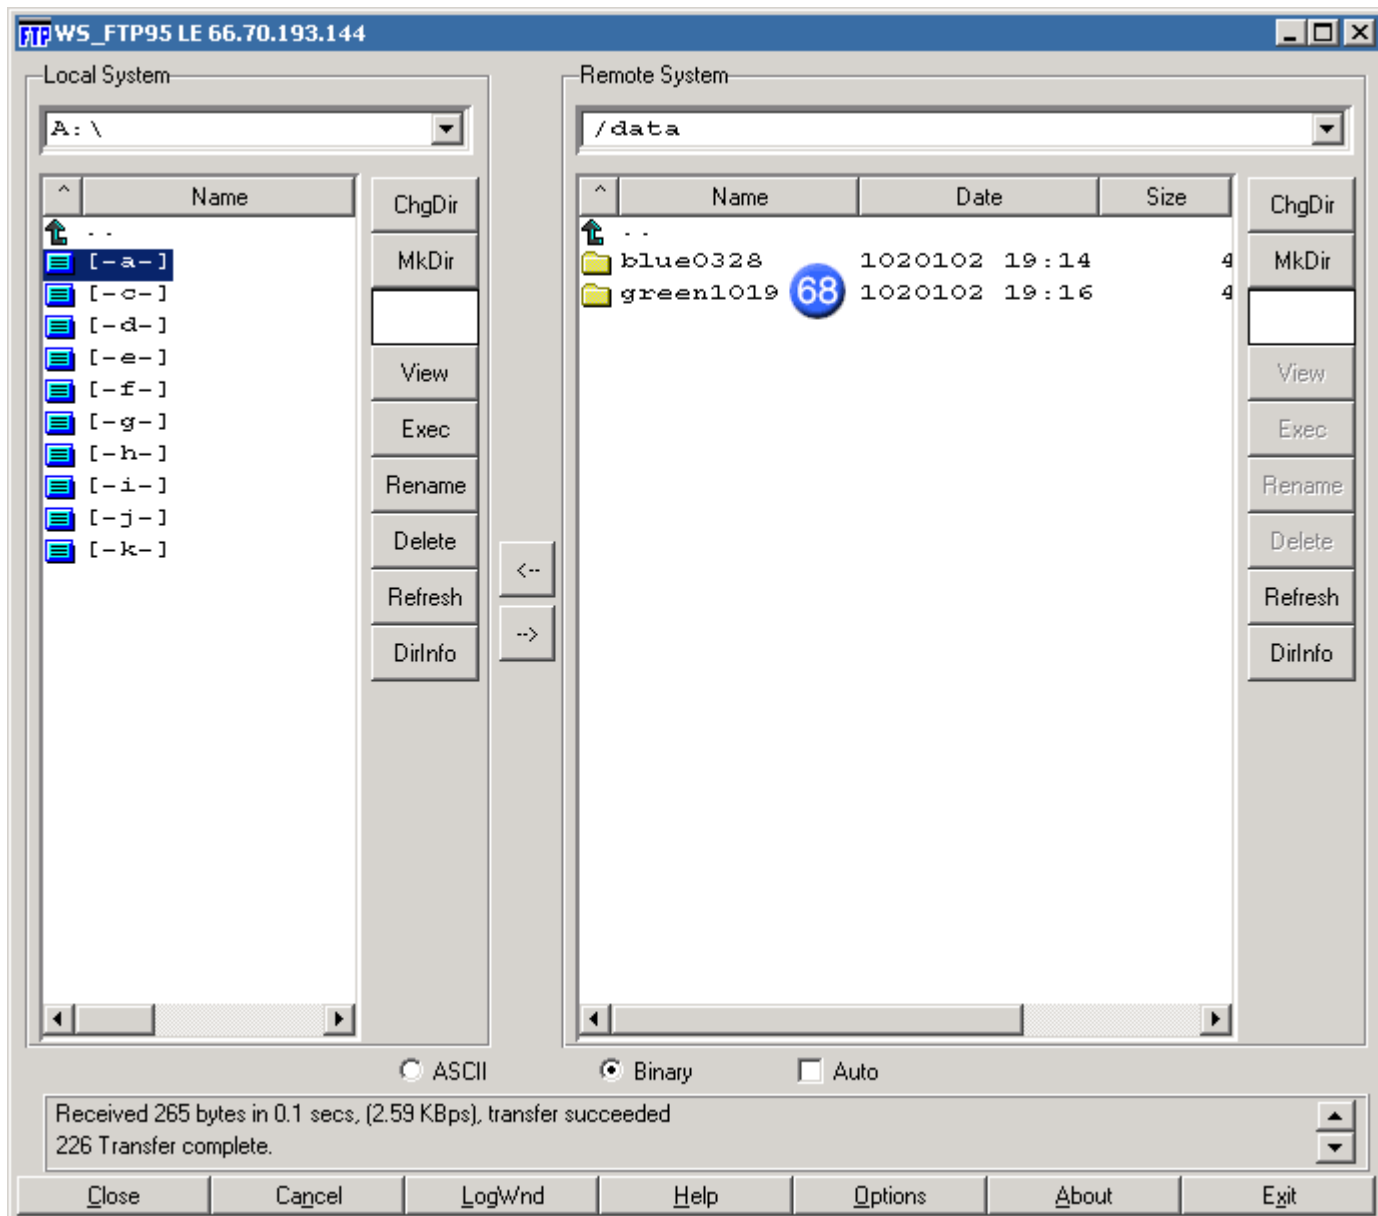 FTP WS_FTP95 LE 66.70.193.144
Local System
A:\
^ Name
..
[-a-]
[-c-]
[-d-]
[-e-]
[-f-]
[-g-]
[-h-]
[-i-]
[-j-]
[-k-]
ChgDir
MkDir
View
Exec
Rename
Delete
Refresh
DirInfo
<--
-->
Remote System
/data
^ Name Date Size
..
blue0328 1020102 19:14 4
green1019 68 1020102 19:16 4
ChgDir
MkDir
View
Exec
Rename
Delete
Refresh
DirInfo
ASCII Binary Auto
Received 265 bytes in 0.1 secs, (2.59 KBps), transfer succeeded
226 Transfer complete.
Close Cancel LogWnd Help Options About Exit